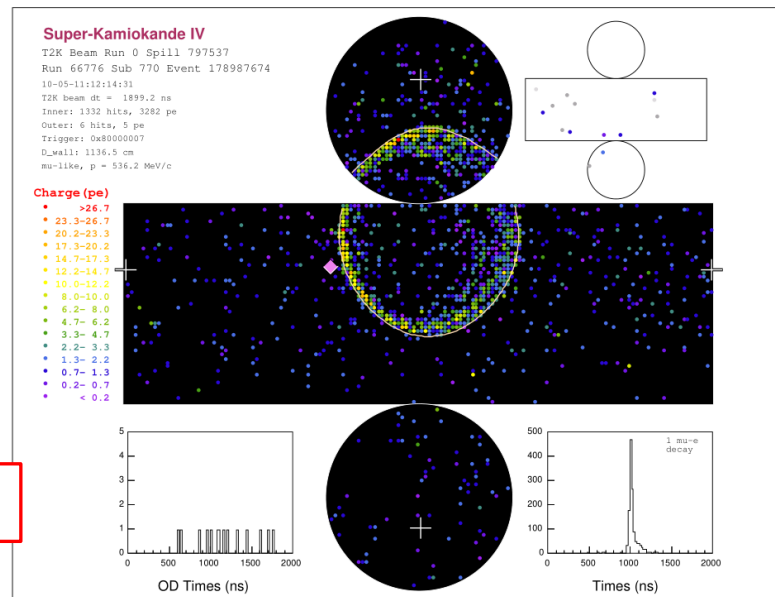 Super-Kamiokande IV
T2K Beam Run 0 Spill 797537
Run 66776 Sub 770 Event 178987674
10-05-11:12:14:31
T2K beam dt = 1899.2 ns
Inner: 1332 hits, 3282 pe
Outer: 6 hits, 5 pe
Trigger: 0x80000007
D_wall: 1136.5 cm
mu-like, p = 536.2 MeV/c
Charge(pe)
>26.7
23.3-26.7
20.2-23.3
17.3-20.2
14.7-17.3
12.2-14.7
10.0-12.2
8.0-10.0
6.2- 8.0
4.7- 6.2
3.3- 4.7
2.2- 3.3
1.3- 2.2
0.7- 1.3
0.2- 0.7
< 0.2
5
4
3
2
1
0
0 500 1000 1500 2000
OD Times (ns)
1 mu-e
decay
500
400
300
200
100
0
0 500 1000 1500 2000
Times (ns)